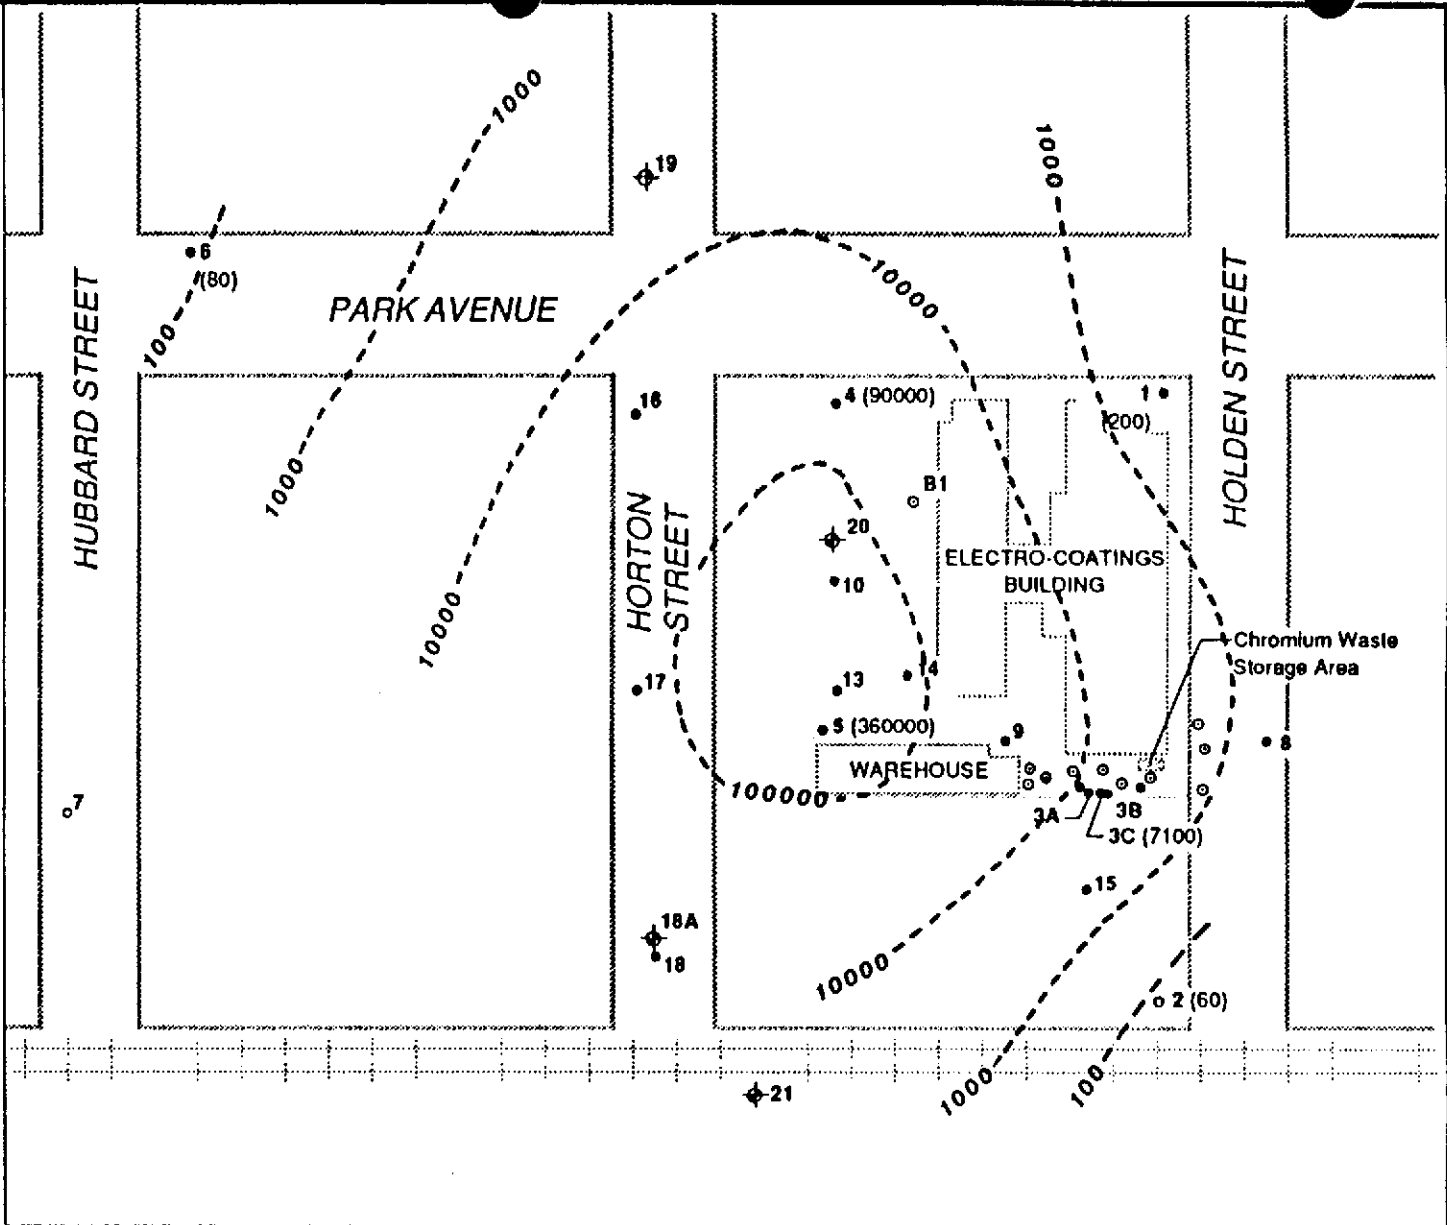 1000
1000
19
6
(80)
PARK AVENUE
10000
100
HUBBARD STREET
HOLDEN STREET
16
4 (90000)
1
(200)
1000
B1
HORTON
STREET
20
ELECTRO-COATINGS
BUILDING
10
10000
Chromium Waste
Storage Area
14
17
13
5 (360000)
9
8
WAREHOUSE
100000
7
3A
3B
3C (7100)
15
18A
18
10000
2 (60)
1000
100
21